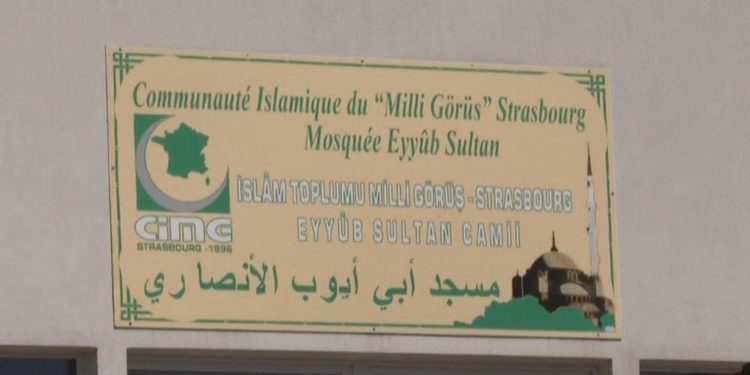 Communauté Islamique du "Milli Görüs" Strasbourg
Mosquée Eyyûb Sultan
İSLÂM TOPLUMU MİLLİ GÖRÜŞ - STRASBOURG
EYYÛB SULTAN CAMİİ
CiMG
STRASBOURG - 1996
مسجد أبي أيوب الأنصاري